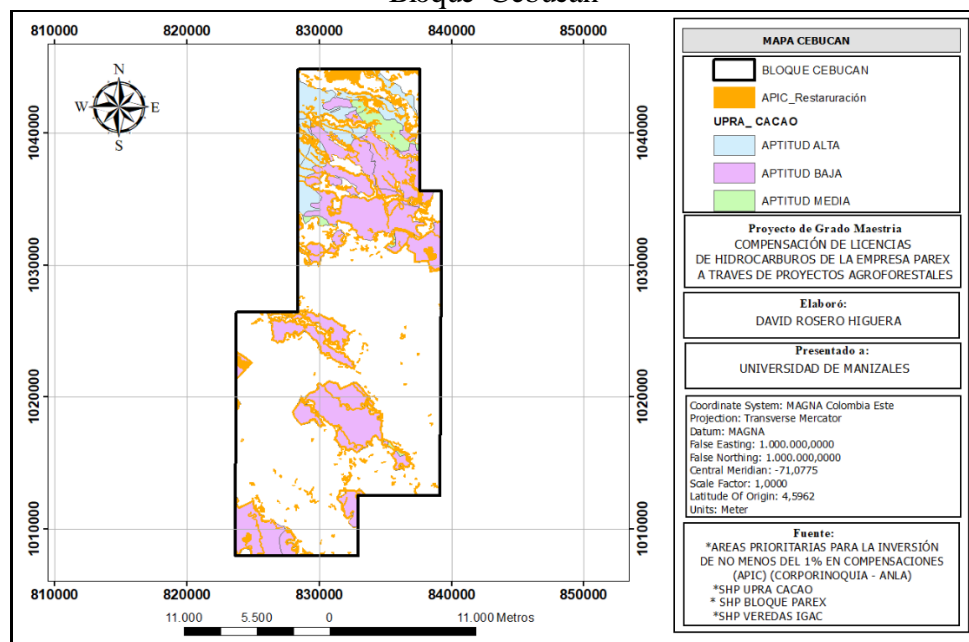 Bloque Cebucan
810000 820000 830000 840000 850000
N
W E
S
1040000 1040000
1030000 1030000
1020000 1020000
1010000 1010000
810000 820000 830000 840000 850000
11.000 5.500 0 11.000 Metros
MAPA CEBUCAN
BLOQUE CEBUCAN
APIC_Restaruración
UPRA_ CACAO
APTITUD ALTA
APTITUD BAJA
APTITUD MEDIA
Proyecto de Grado Maestría
COMPENSACIÓN DE LICENCIAS
DE HIDROCARBUROS DE LA EMPRESA PAREX
A TRAVES DE PROYECTOS AGROFORESTALES
Elaboró:
DAVID ROSERO HIGUERA
Presentado a:
UNIVERSIDAD DE MANIZALES
Coordinate System: MAGNA Colombia Este
Projection: Transverse Mercator
Datum: MAGNA
False Easting: 1.000.000,0000
False Northing: 1.000.000,0000
Central Meridian: -71,0775
Scale Factor: 1,0000
Latitude Of Origin: 4,5962
Units: Meter
Fuente:
*AREAS PRIORITARIAS PARA LA INVERSIÓN
DE NO MENOS DEL 1% EN COMPENSACIONES
(APIC) (CORPORINOQUIA - ANLA)
*SHP UPRA CACAO
* SHP BLOQUE PAREX
*SHP VEREDAS IGAC